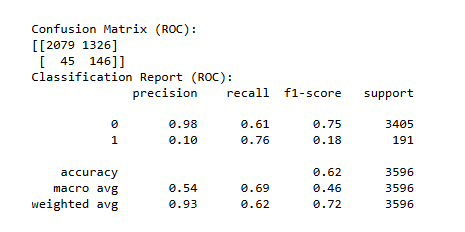 Confusion Matrix (ROC):
[[2079 1326]
 [  45  146]]
Classification Report (ROC):
              precision    recall  f1-score   support

           0       0.98      0.61      0.75      3405
           1       0.10      0.76      0.18       191

    accuracy                           0.62      3596
   macro avg       0.54      0.69      0.46      3596
weighted avg       0.93      0.62      0.72      3596